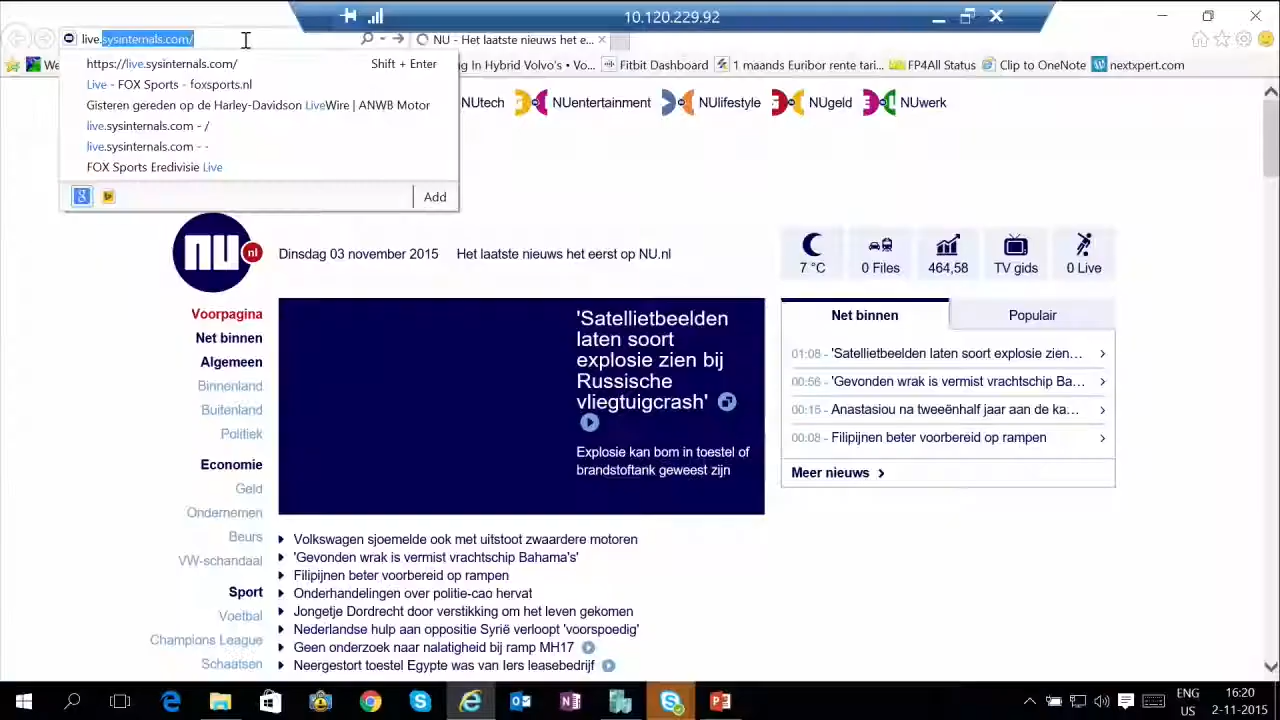 10.120.229.92
live.sysinternals.com/
NU - Het laatste nieuws het e...
https://live.sysinternals.com/ Shift + Enter
Live - FOX Sports - foxsports.nl
Gisteren gereden op de Harley-Davidson LiveWire | ANWB Motor
live.sysinternals.com - /
live.sysinternals.com - -
FOX Sports Eredivisie Live
Add
We
g In Hybrid Volvo's • Vo...
Fitbit Dashboard
1 maands Euribor rente tari...
FP4All Status
Clip to OneNote
nextxpert.com
NUtech
NUentertainment
NUlifestyle
NUgeld
NUwerk
nu nl
Dinsdag 03 november 2015 Het laatste nieuws het eerst op NU.nl
7 °C
0 Files
464,58
TV gids
0 Live
Voorpagina
Net binnen
Algemeen
Binnenland
Buitenland
Politiek
Economie
Geld
Ondernemen
Beurs
VW-schandaal
Sport
Voetbal
Champions League
Schaatsen
'Satellietbeelden
laten soort
explosie zien bij
Russische
vliegtuigcrash'
Explosie kan bom in toestel of
brandstoftank geweest zijn
Volkswagen sjoemelde ook met uitstoot zwaardere motoren
'Gevonden wrak is vermist vrachtschip Bahama's'
Filipijnen beter voorbereid op rampen
Onderhandelingen over politie-cao hervat
Jongetje Dordrecht door verstikking om het leven gekomen
Nederlandse hulp aan oppositie Syrië verloopt 'voorspoedig'
Geen onderzoek naar nalatigheid bij ramp MH17
Neergestort toestel Egypte was van Iers leasebedrijf
Net binnen
Populair
01:08 - 'Satellietbeelden laten soort explosie zien...
00:56 - 'Gevonden wrak is vermist vrachtschip Ba...
00:15 - Anastasiou na tweeënhalf jaar aan de ka...
00:08 - Filipijnen beter voorbereid op rampen
Meer nieuws
ENG
US
16:20
2-11-2015